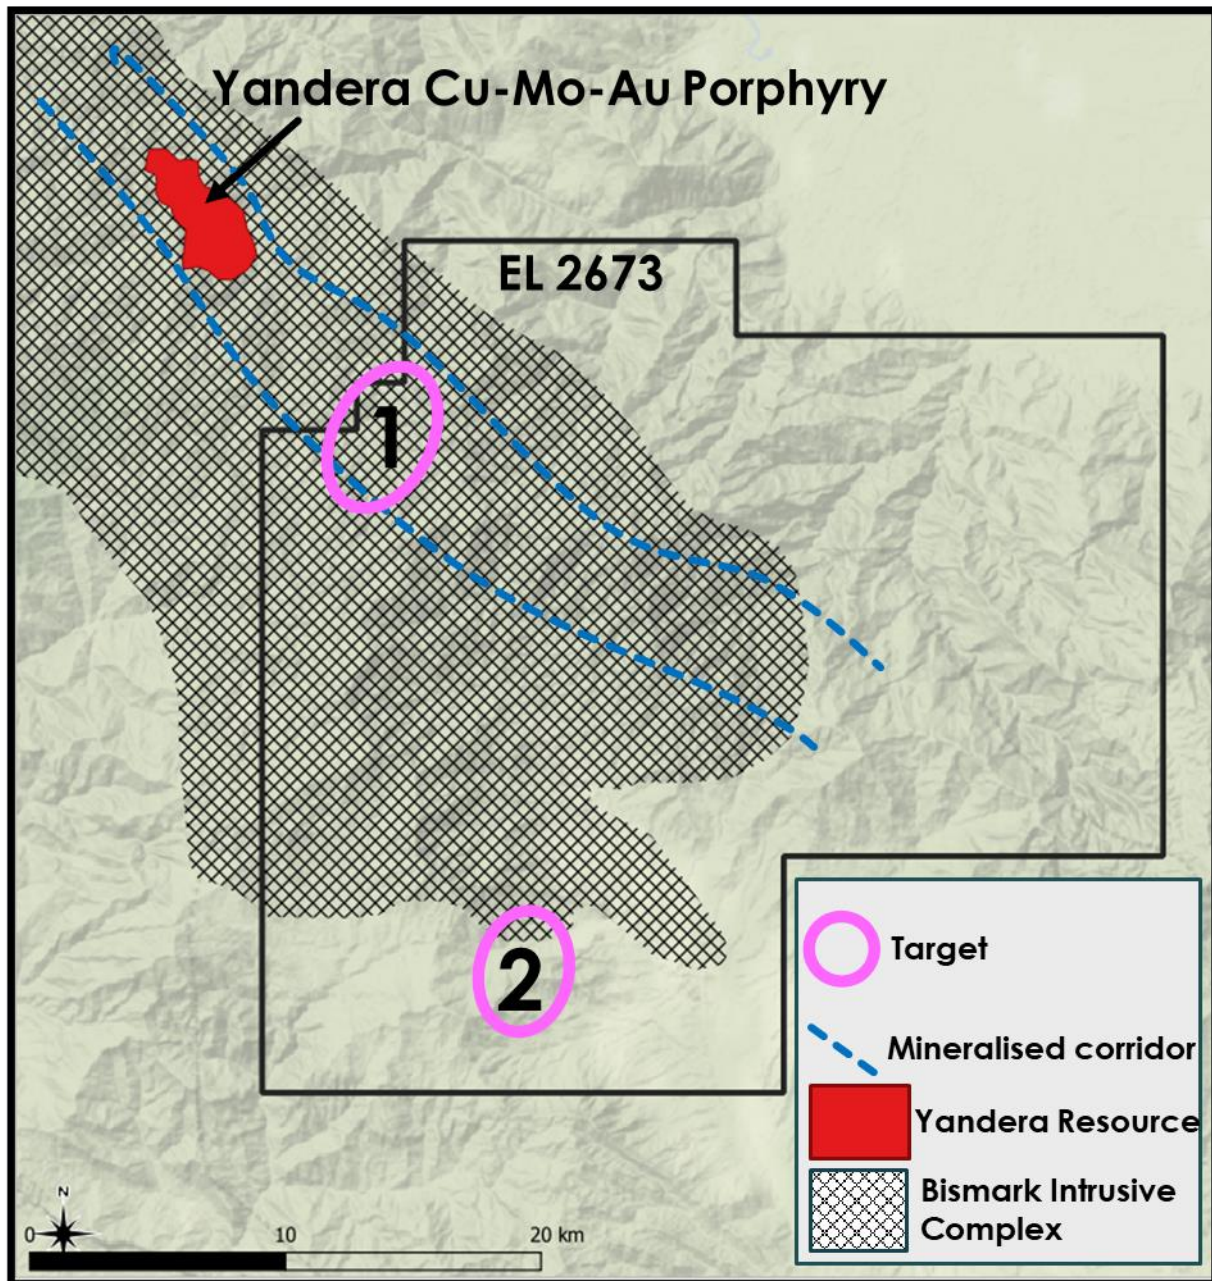 Yandera Cu-Mo-Au Porphyry
EL 2673
1
2
Target
Mineralised corridor
Yandera Resource
Bismark Intrusive
Complex
N
0 10 20 km